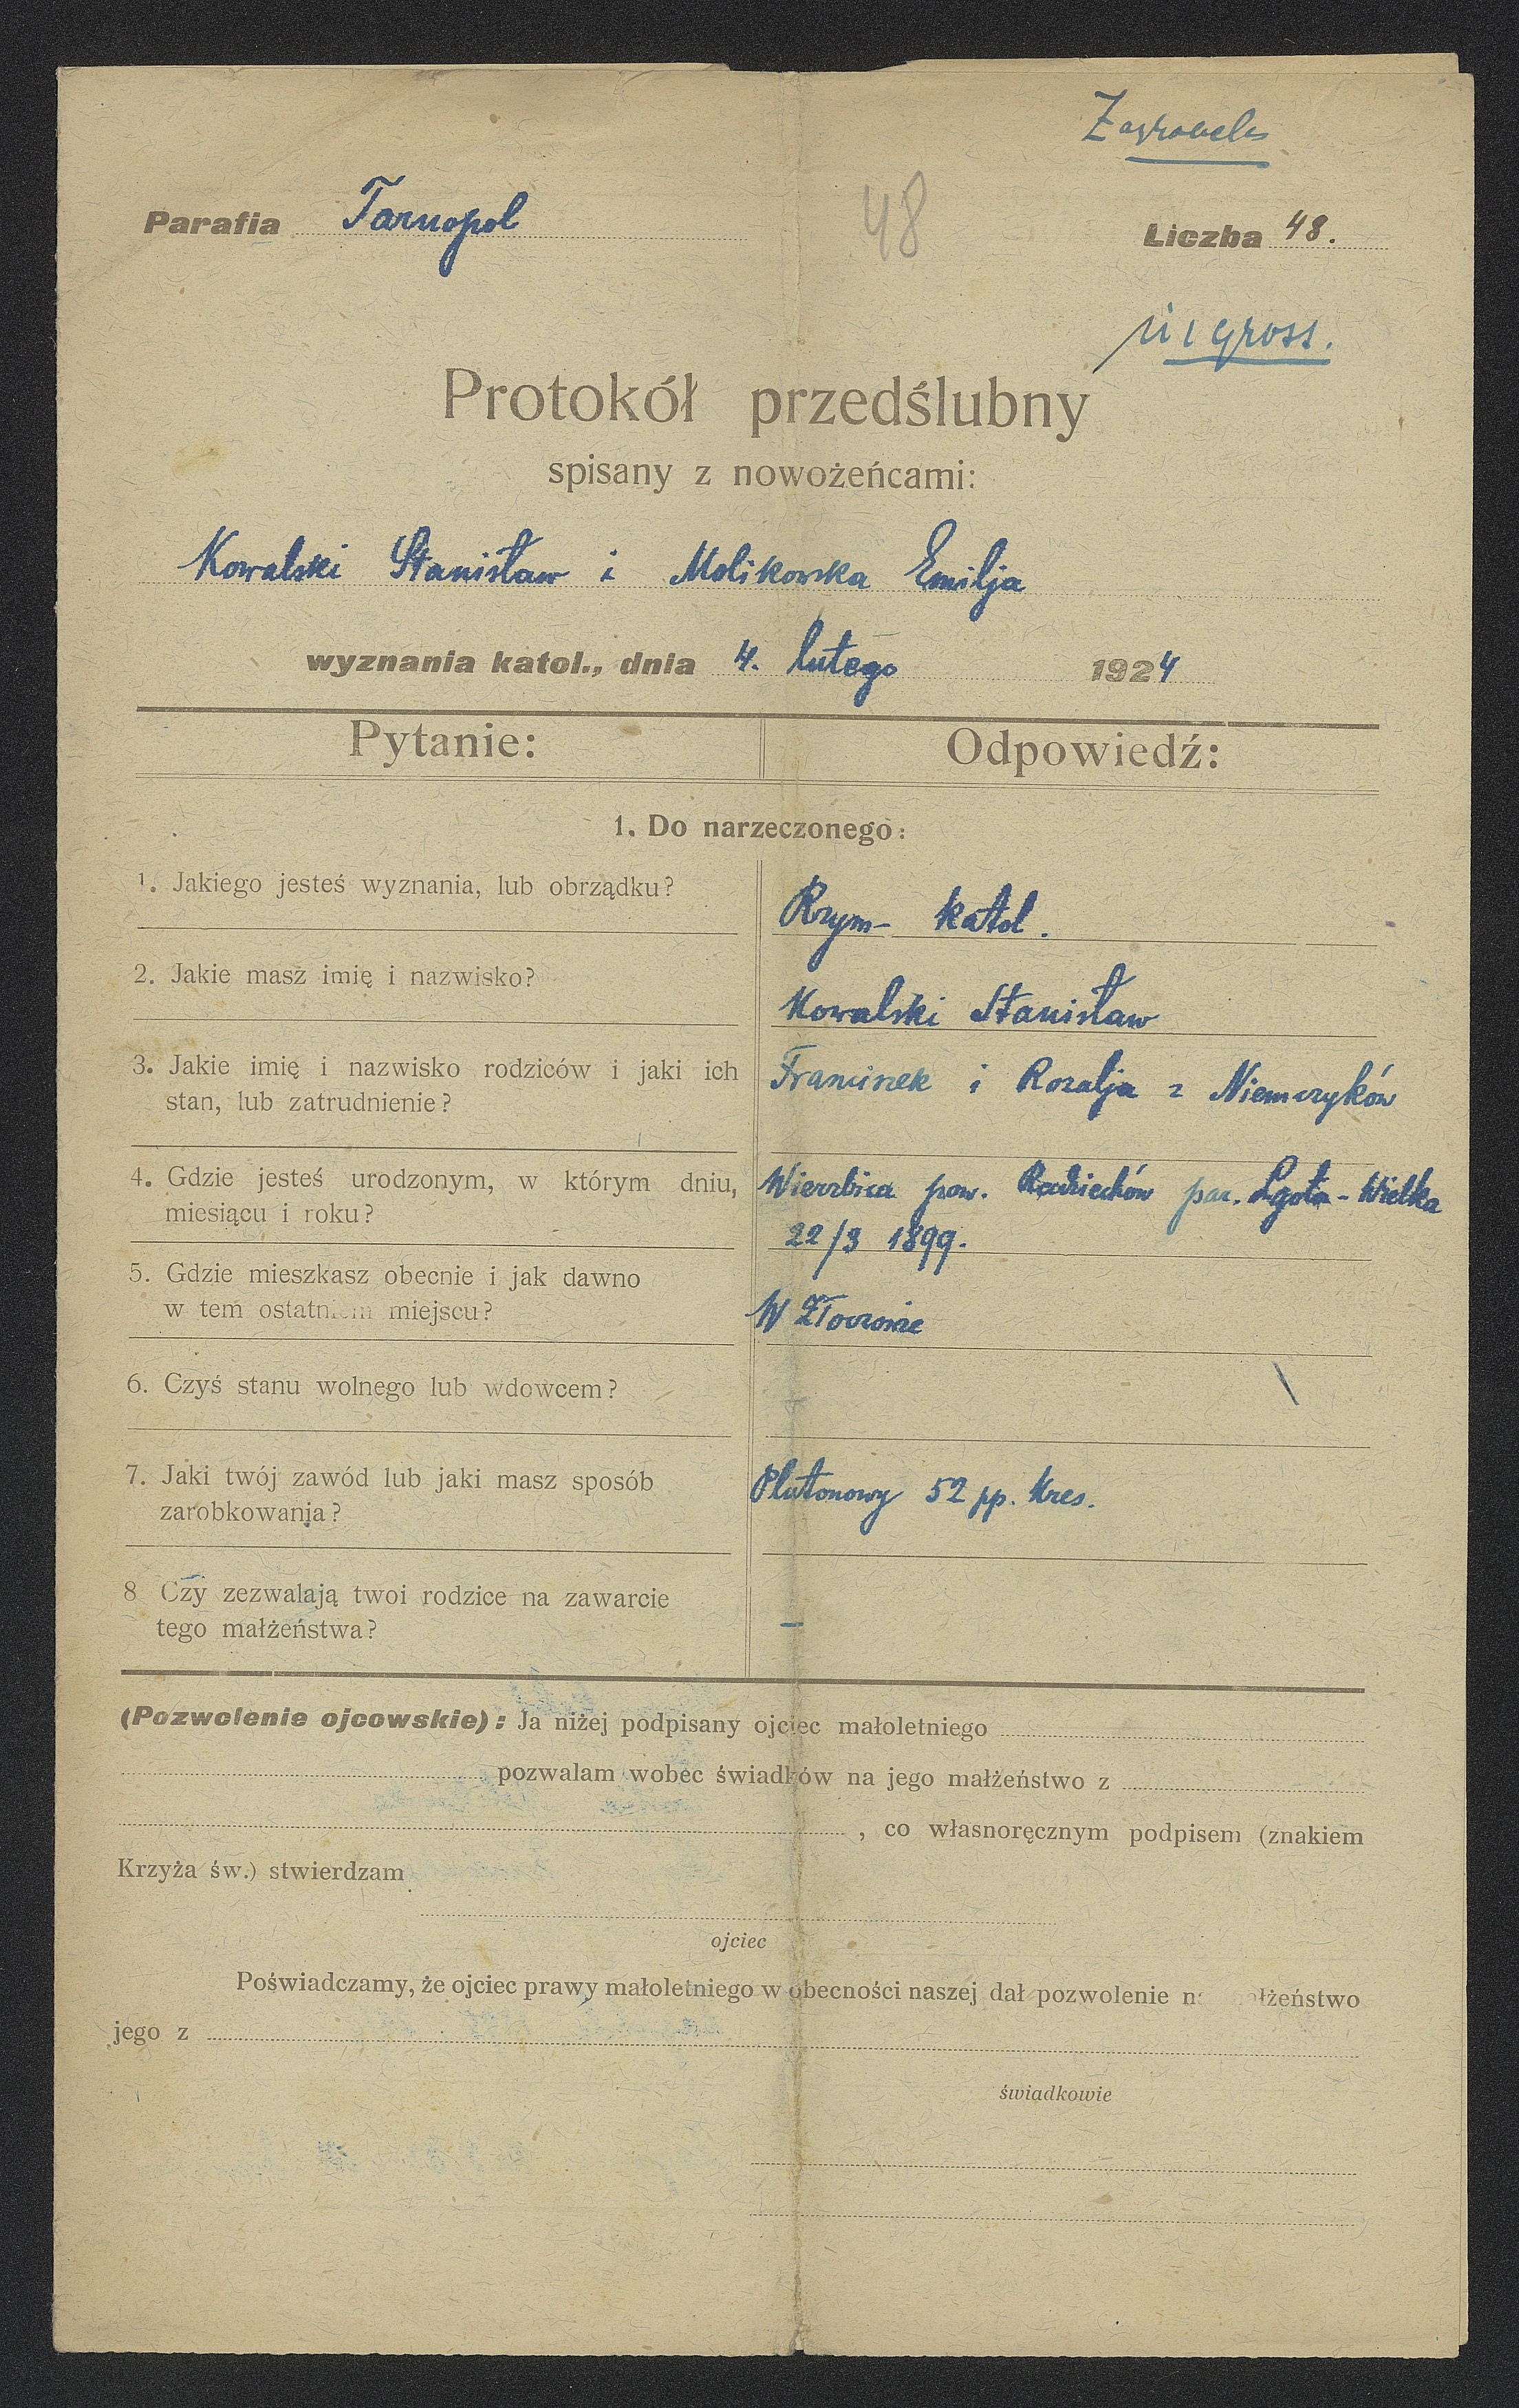 Zagrobela
Parafia Tarnopol
48
Liczba 48.
Protokół przedślubny
spisany z nowożeńcami:
Kowalski Stanisław i Molikowska Emilja
wyznania katol., dnia 4. lutego 1924
Pytanie: Odpowiedź:
1. Do narzeczonego:
1. Jakiego jesteś wyznania, lub obrządku?
Rzym- katol.
2. Jakie masz imię i nazwisko?
Kowalski Stanisław
3. Jakie imię i nazwisko rodziców i jaki ich
stan, lub zatrudnienie?
Franciszek i Rozalja z Niemczyków
4. Gdzie jesteś urodzonym, w którym dniu,
miesiącu i roku?
Wierzbica pow. par. Lgota-Wielka
22/3 1899.
5. Gdzie mieszkasz obecnie i jak dawno
w tem ostatniem miejscu?
W Złoczowie
6. Czyś stanu wolnego lub wdowcem?
7. Jaki twój zawód lub jaki masz sposób
zarobkowania?
Plutonowy 52 pp. Kres.
8 Czy zezwalają twoi rodzice na zawarcie
tego małżeństwa?
–
(Pozwolenie ojcowskie): Ja niżej podpisany ojciec małoletniego
pozwalam wobec świadków na jego małżeństwo z
, co własnoręcznym podpisem (znakiem
Krzyża św.) stwierdzam
ojciec
Poświadczamy, że ojciec prawy małoletniego w obecności naszej dał pozwolenie na małżeństwo
jego z
świadkowie